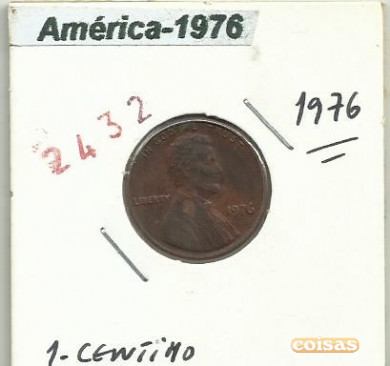 América-1976
2432
1976
IN GOD WE TRUST
LIBERTY
1976
coisas
1-CENTIMO